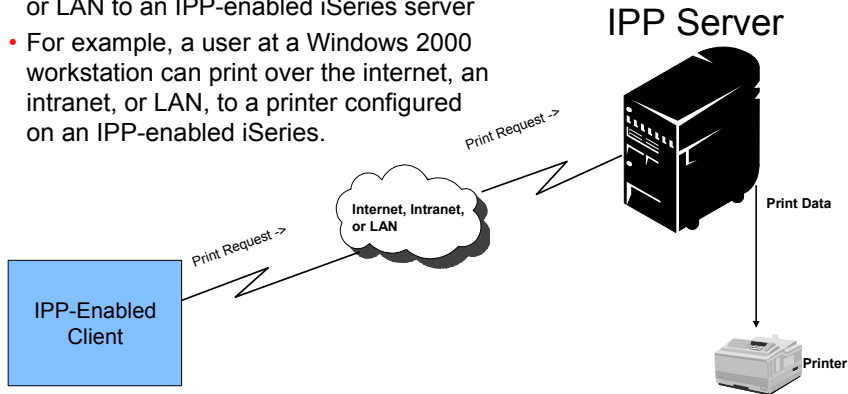 or LAN to an IPP-enabled iSeries server
• For example, a user at a Windows 2000
workstation can print over the internet, an
intranet, or LAN, to a printer configured
on an IPP-enabled iSeries.
IPP Server
Print Request ->
Internet, Intranet,
or LAN
Print Data
Print Request ->
IPP-Enabled
Client
Printer